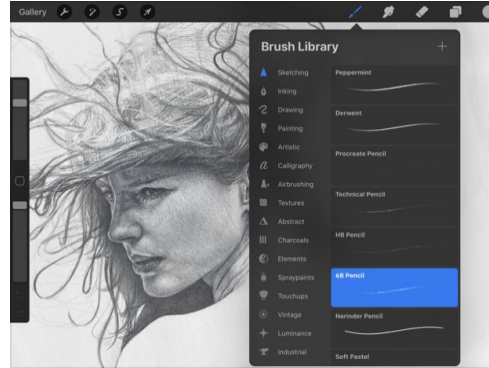 Gallery
Brush Library
Sketching
Inking
Drawing
Painting
Artistic
Calligraphy
Airbrushing
Textures
Abstract
Charcoals
Elements
Spraypaints
Touchups
Vintage
Luminance
Industrial
Peppermint
Derwent
Procreate Pencil
Technical Pencil
HB Pencil
6B Pencil
Narinder Pencil
Soft Pastel